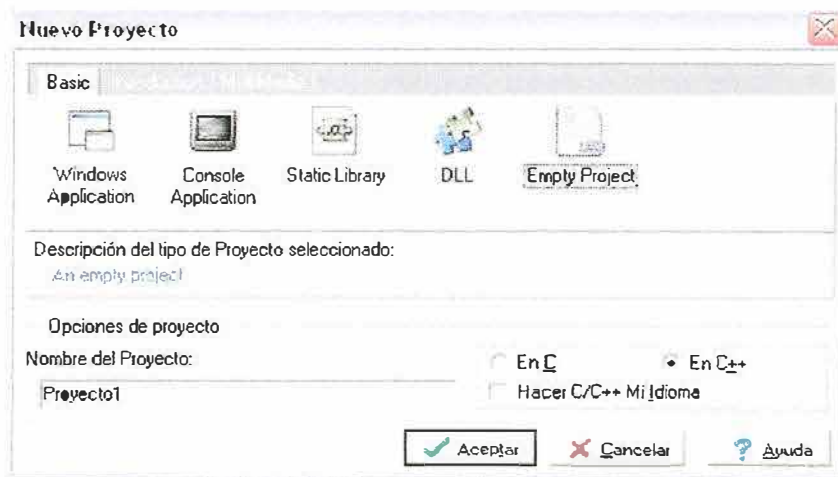 Nuevo Proyecto
Basic
Windows Application
Console Application
Static Library
DLL
Empty Project
Descripción del tipo de Proyecto seleccionado:
An empty project
Opciones de proyecto
Nombre del Proyecto:
En C
En C++
Proyecto1
Hacer C/C++ Mi Idioma
Aceptar
Cancelar
Ayuda